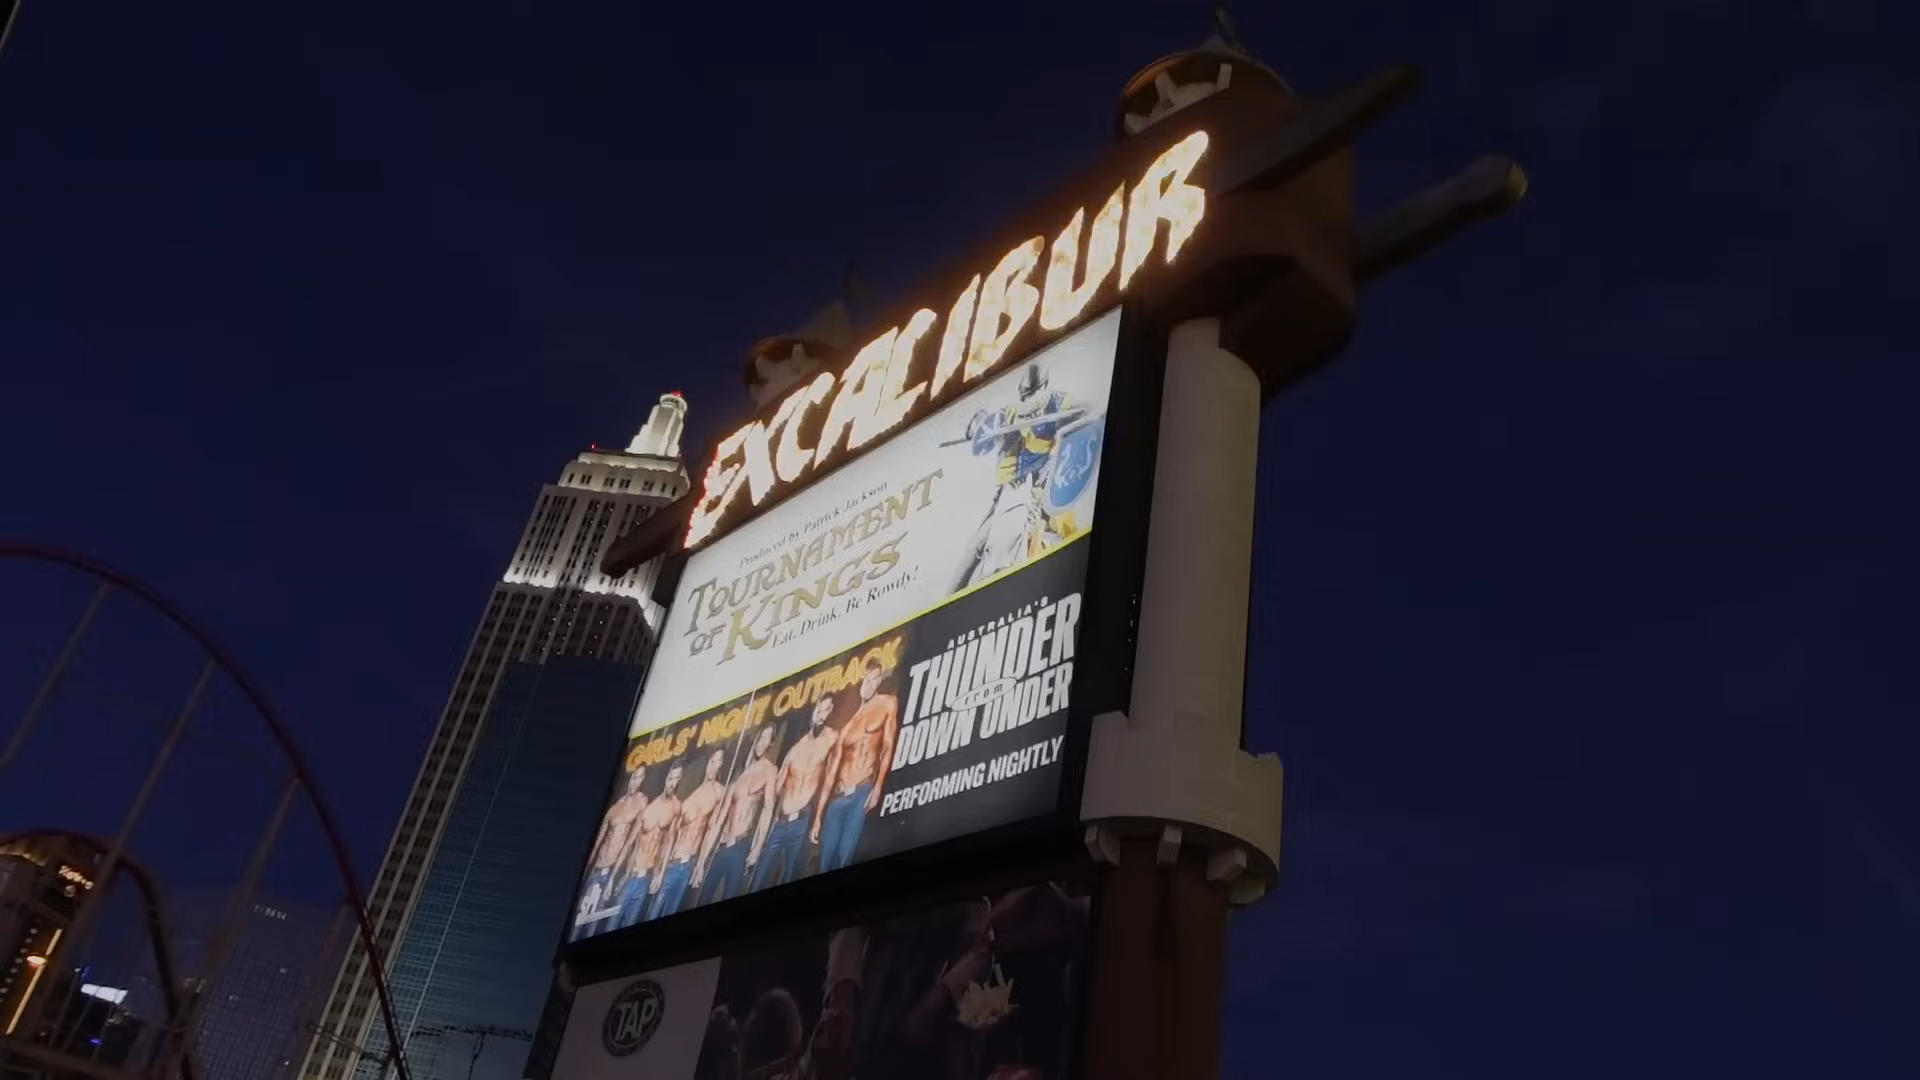 EXCALIBUR
Produced by Patrick Jackson
TOURNAMENT
OF KINGS
Eat. Drink. Be Rowdy!
GIRLS' NIGHT OUTBACK
AUSTRALIA'S
THUNDER
from
DOWN UNDER
PERFORMING NIGHTLY
TAP